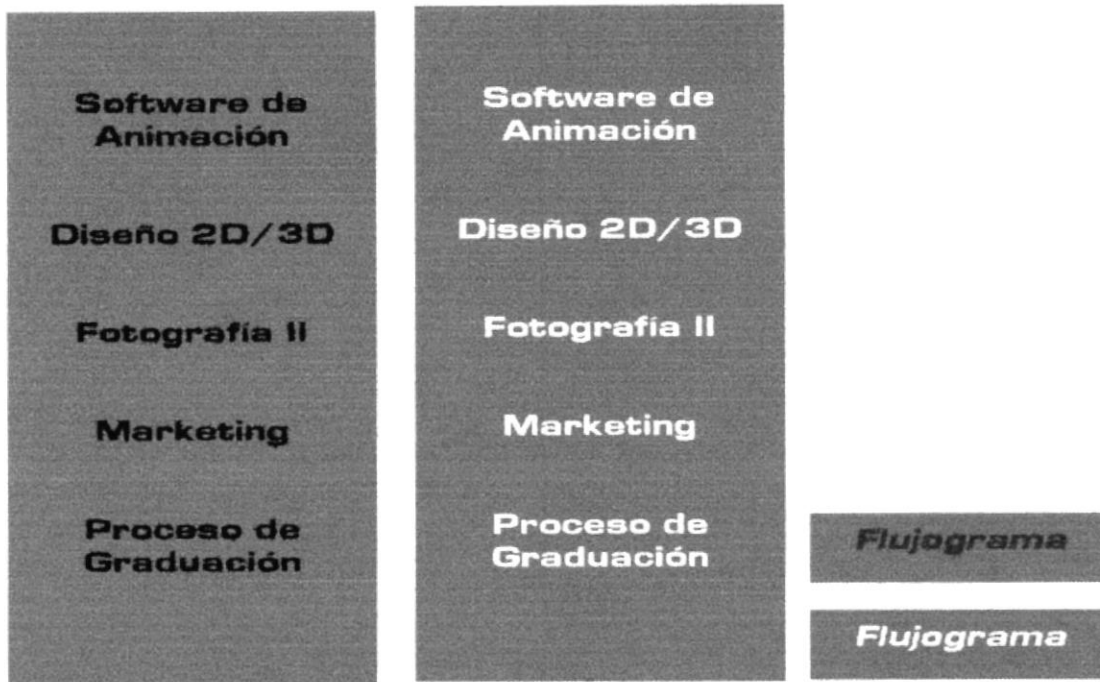 Software de
Animación
Diseño 2D/3D
Fotografía II
Marketing
Proceso de
Graduación
Software de
Animación
Diseño 2D/3D
Fotografía II
Marketing
Proceso de
Graduación
Flujograma
Flujograma